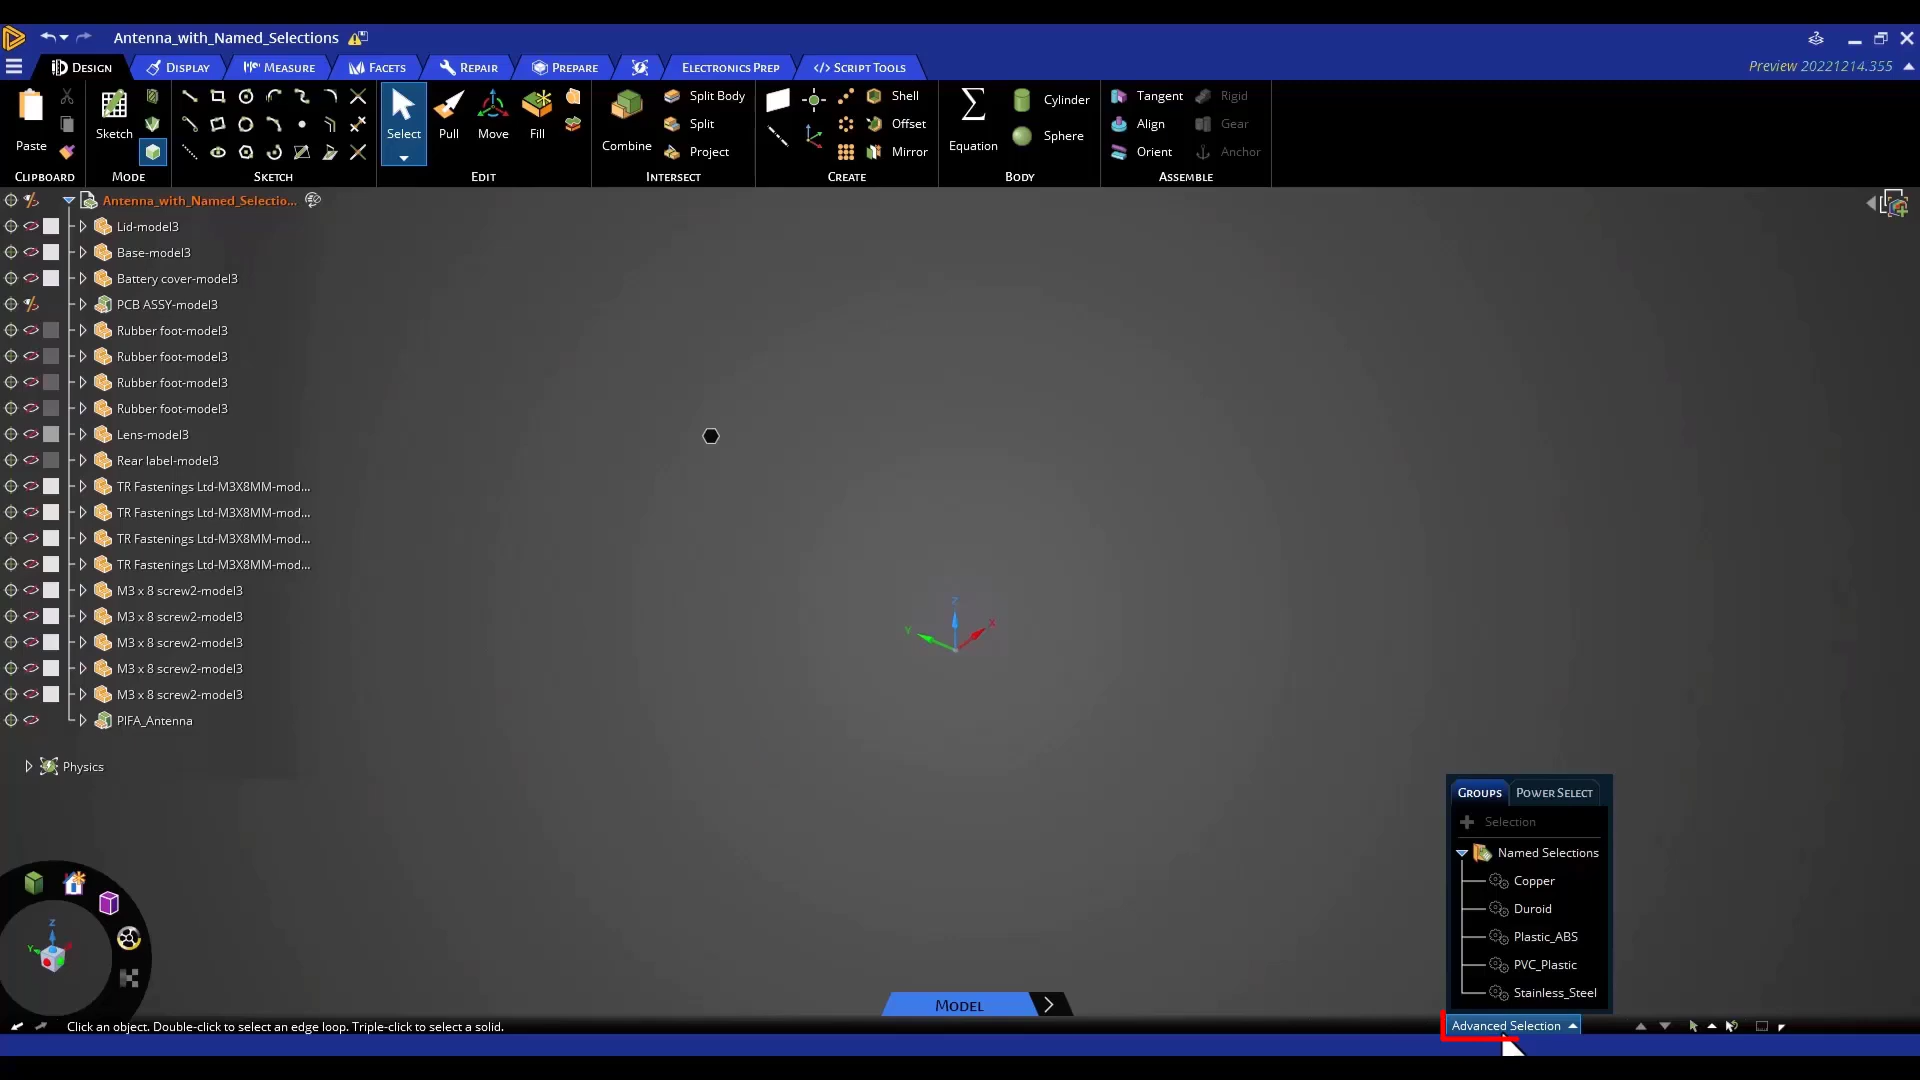 Antenna_with_Named_Selections
Design
Display
Measure
Facets
Repair
Prepare
Electronics Prep
</> Script Tools
Preview 20221214.355
Paste
Clipboard
Sketch
Mode
Sketch
Select
Pull
Move
Fill
Edit
Combine
Split Body
Split
Project
Intersect
Shell
Offset
Mirror
Create
Equation
Cylinder
Sphere
Body
Tangent
Align
Orient
Rigid
Gear
Anchor
Assemble
Antenna_with_Named_Selectio...
Lid-model3
Base-model3
Battery cover-model3
PCB ASSY-model3
Rubber foot-model3
Rubber foot-model3
Rubber foot-model3
Rubber foot-model3
Lens-model3
Rear label-model3
TR Fastenings Ltd-M3X8MM-mod...
TR Fastenings Ltd-M3X8MM-mod...
TR Fastenings Ltd-M3X8MM-mod...
TR Fastenings Ltd-M3X8MM-mod...
M3 x 8 screw2-model3
M3 x 8 screw2-model3
M3 x 8 screw2-model3
M3 x 8 screw2-model3
M3 x 8 screw2-model3
PIFA_Antenna
Physics
Z
Y
X
Groups
Power Select
Selection
Named Selections
Copper
Duroid
Plastic_ABS
PVC_Plastic
Stainless_Steel
Z
Y
Model
Click an object. Double-click to select an edge loop. Triple-click to select a solid.
Advanced Selection